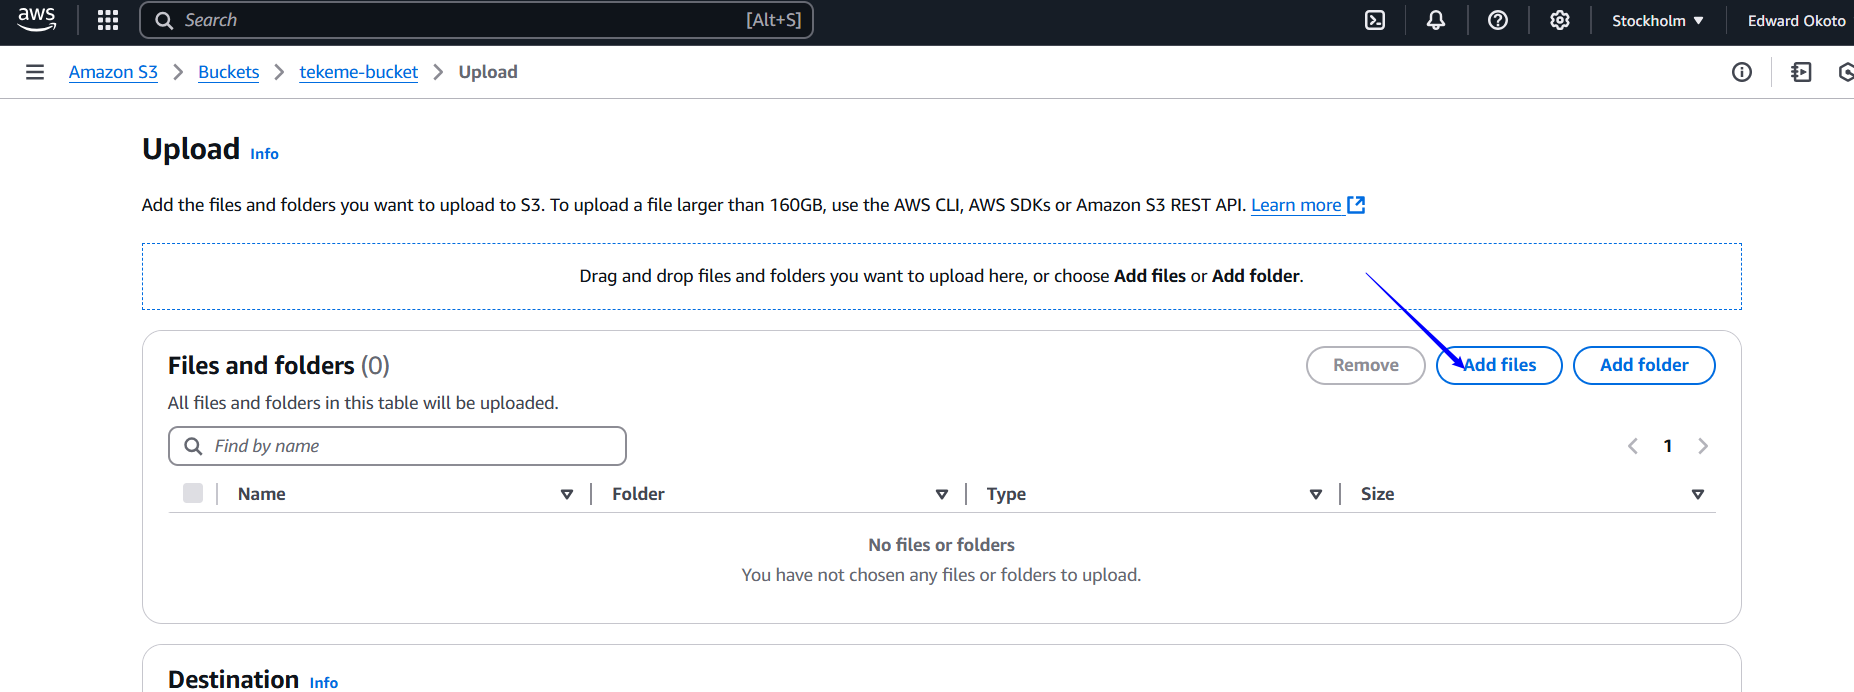 aws
Search [Alt+S]
Stockholm
Edward Okoto
Amazon S3 Buckets tekeme-bucket Upload
Upload Info
Add the files and folders you want to upload to S3. To upload a file larger than 160GB, use the AWS CLI, AWS SDKs or Amazon S3 REST API. Learn more
Drag and drop files and folders you want to upload here, or choose Add files or Add folder.
Files and folders (0)
Remove
Add files
Add folder
All files and folders in this table will be uploaded.
Find by name
1
Name Folder Type Size
No files or folders
You have not chosen any files or folders to upload.
Destination Info